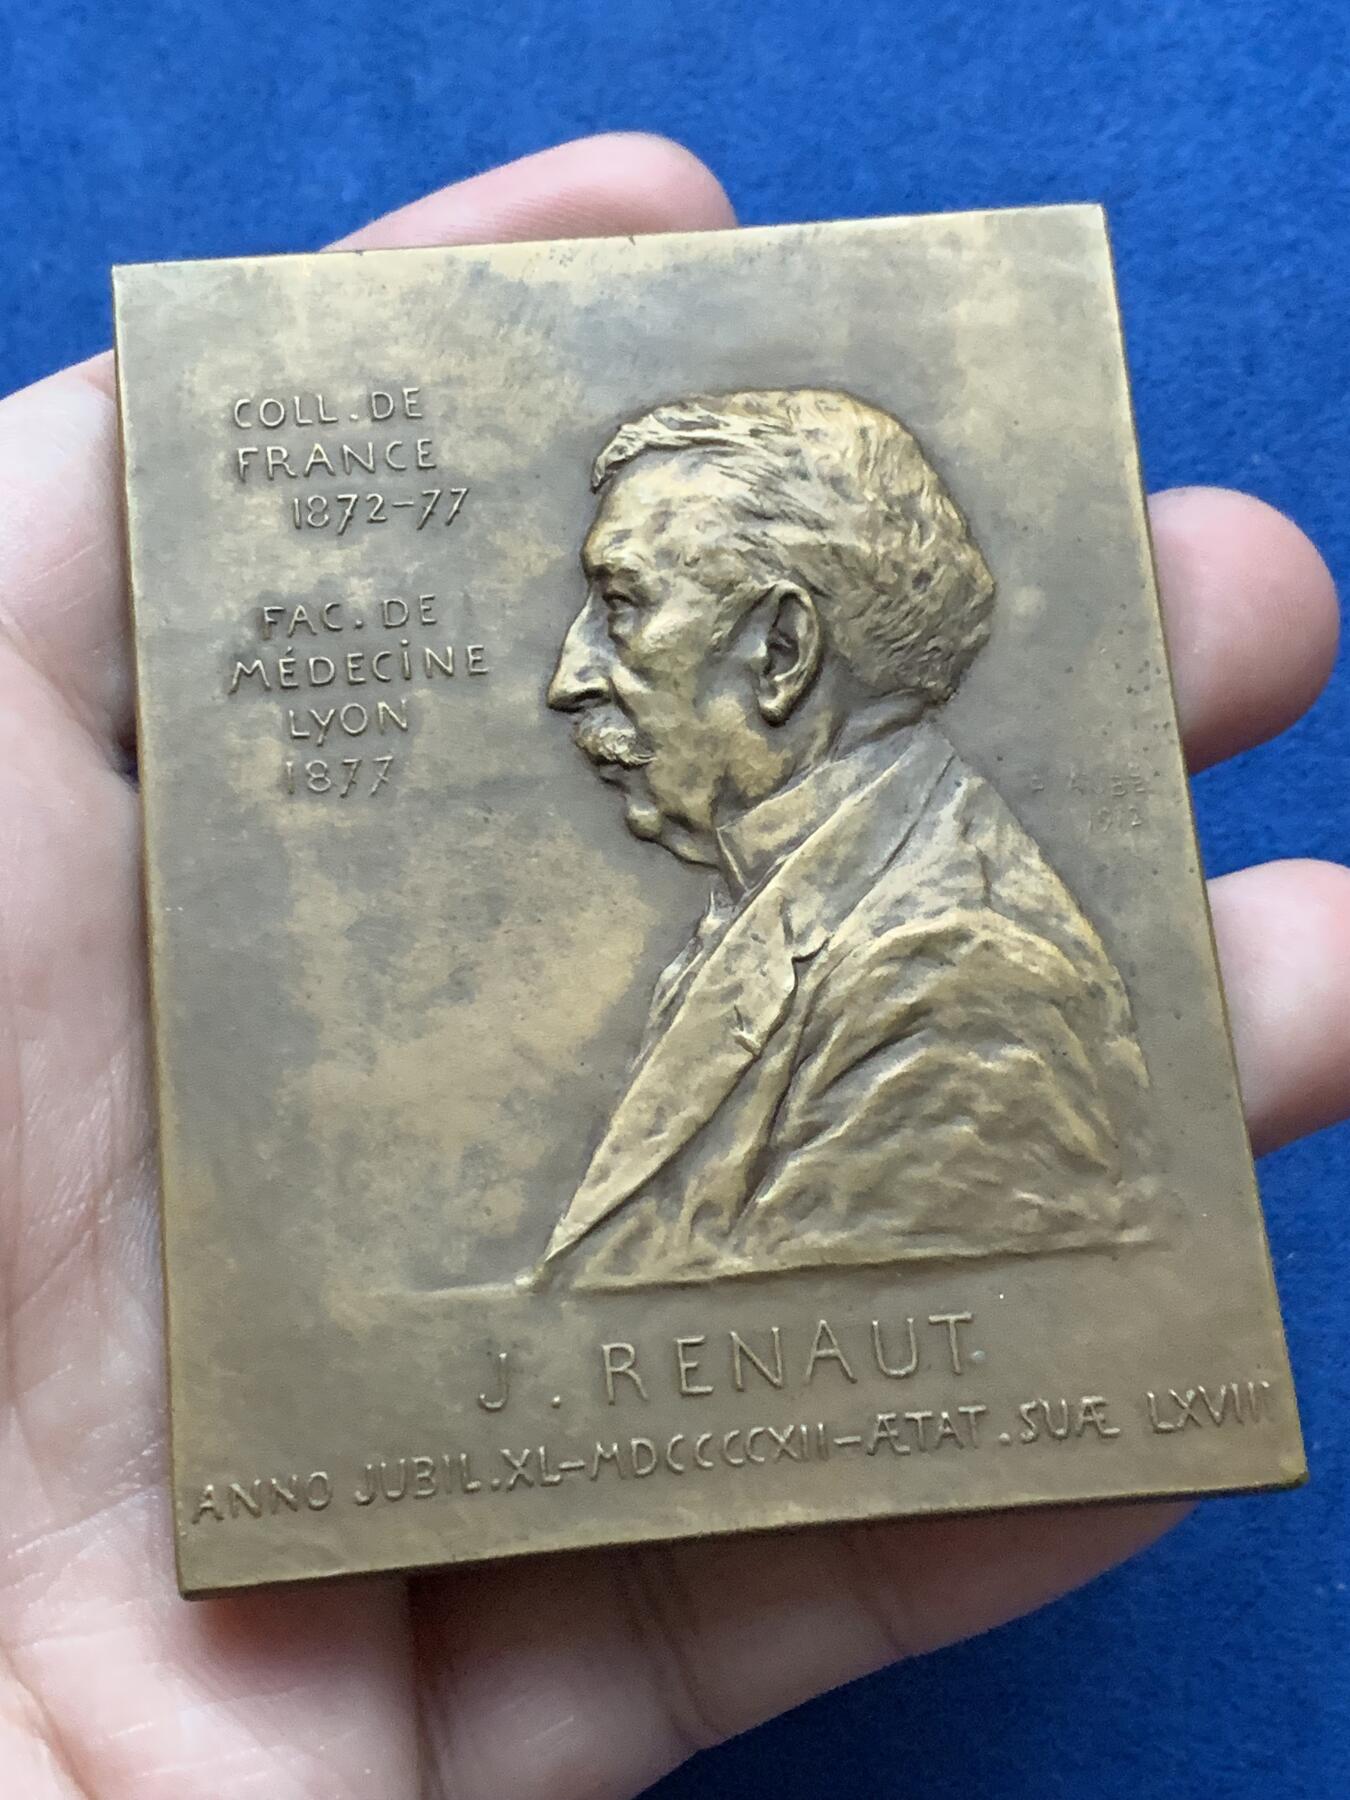 COLL. DE
FRANCE
1872-77
FAC. DE
MÉDECINE
LYON
1877
AUBÉ
1912
J. RENAUT
ANNO JUBIL. XL-MDCCCCXII-ÆTAT. SUÆ LXVIII